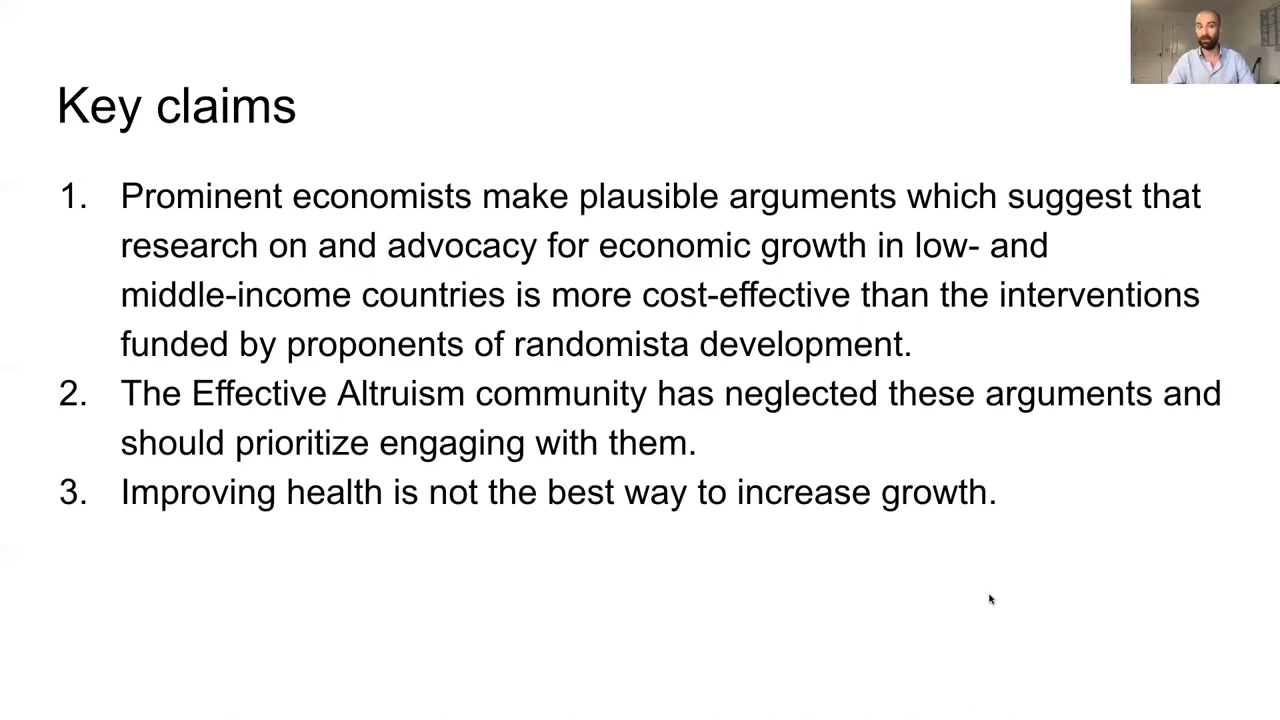 Key claims
1. Prominent economists make plausible arguments which suggest that
research on and advocacy for economic growth in low- and
middle-income countries is more cost-effective than the interventions
funded by proponents of randomista development.
2. The Effective Altruism community has neglected these arguments and
should prioritize engaging with them.
3. Improving health is not the best way to increase growth.